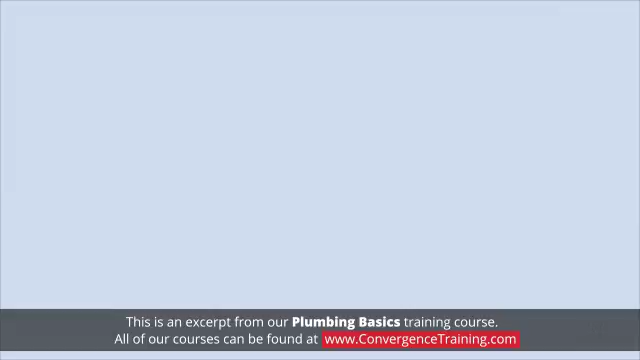 This is an excerpt from our Plumbing Basics training course.
All of our courses can be found at www.ConvergenceTraining.com